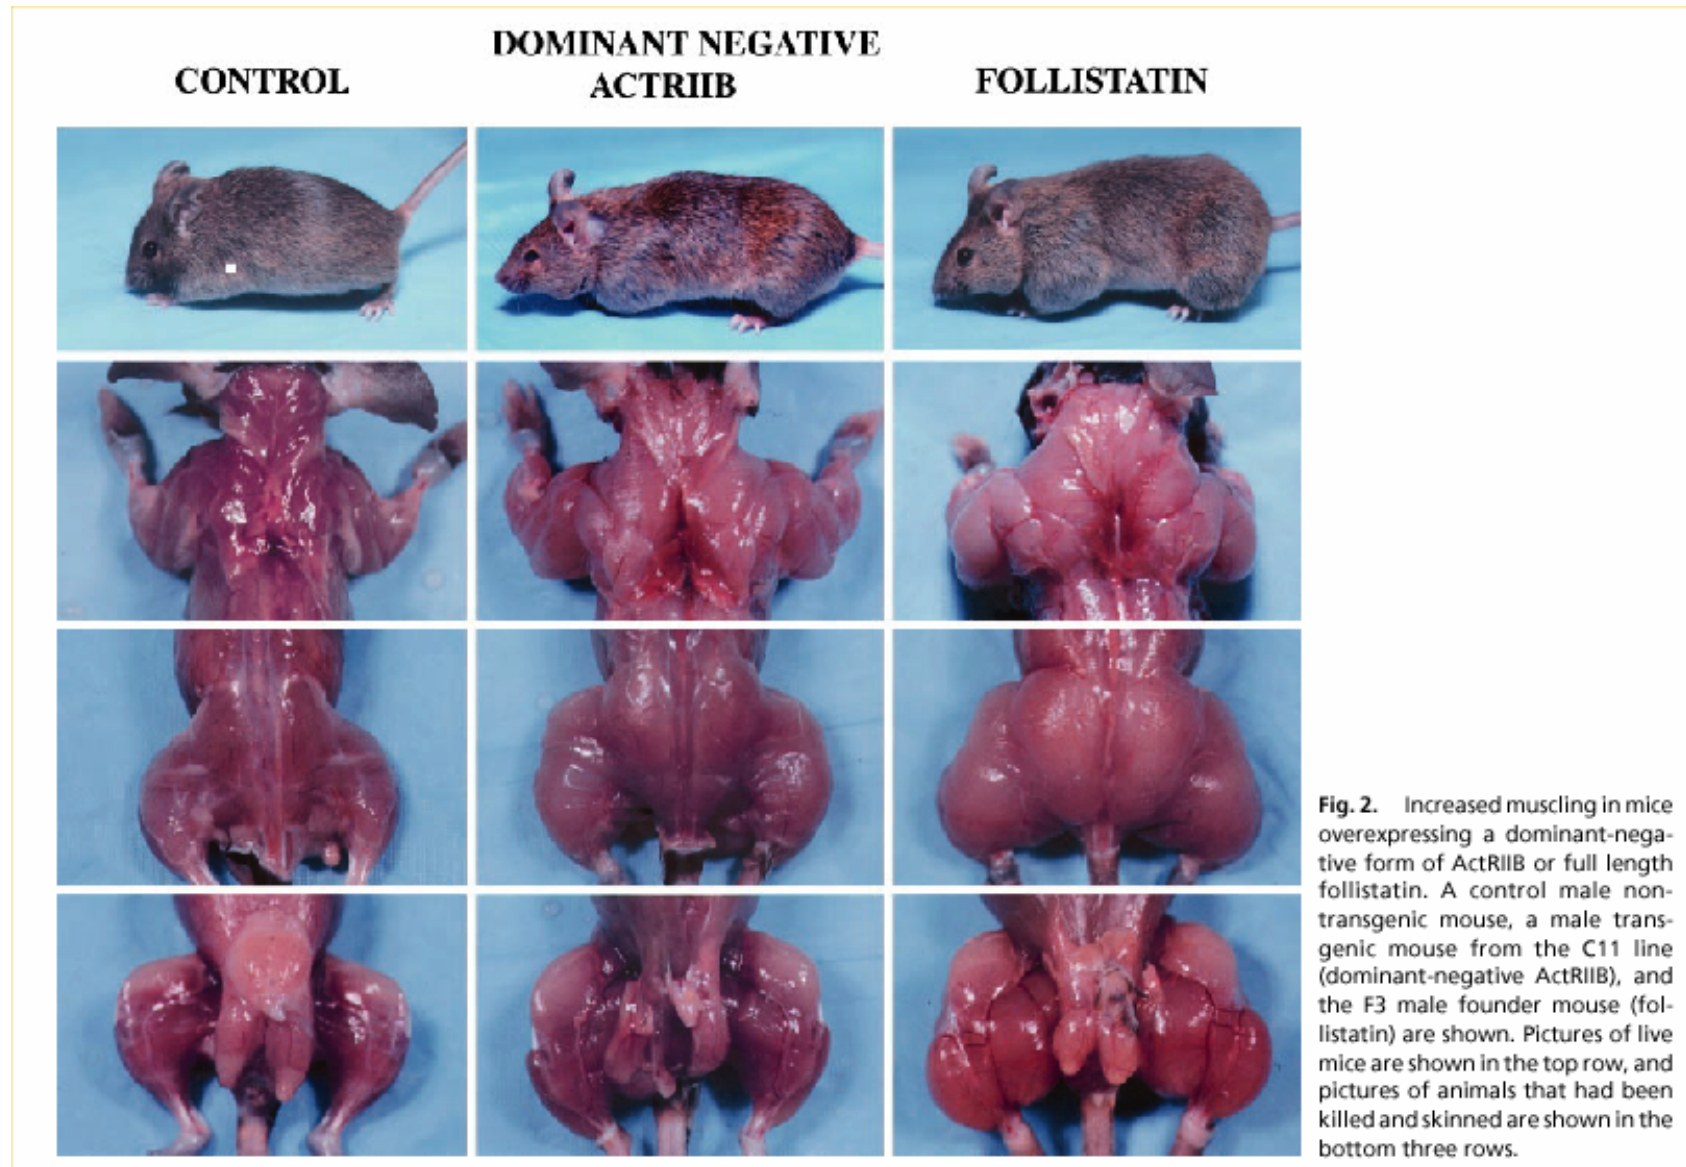 CONTROL
DOMINANT NEGATIVE
ACTRIIB
FOLLISTATIN
Fig. 2. Increased muscling in mice
overexpressing a dominant-nega-
tive form of ActRIIB or full length
follistatin. A control male non-
transgenic mouse, a male trans-
genic mouse from the C11 line
(dominant-negative ActRIIB), and
the F3 male founder mouse (fol-
listatin) are shown. Pictures of live
mice are shown in the top row, and
pictures of animals that had been
killed and skinned are shown in the
bottom three rows.